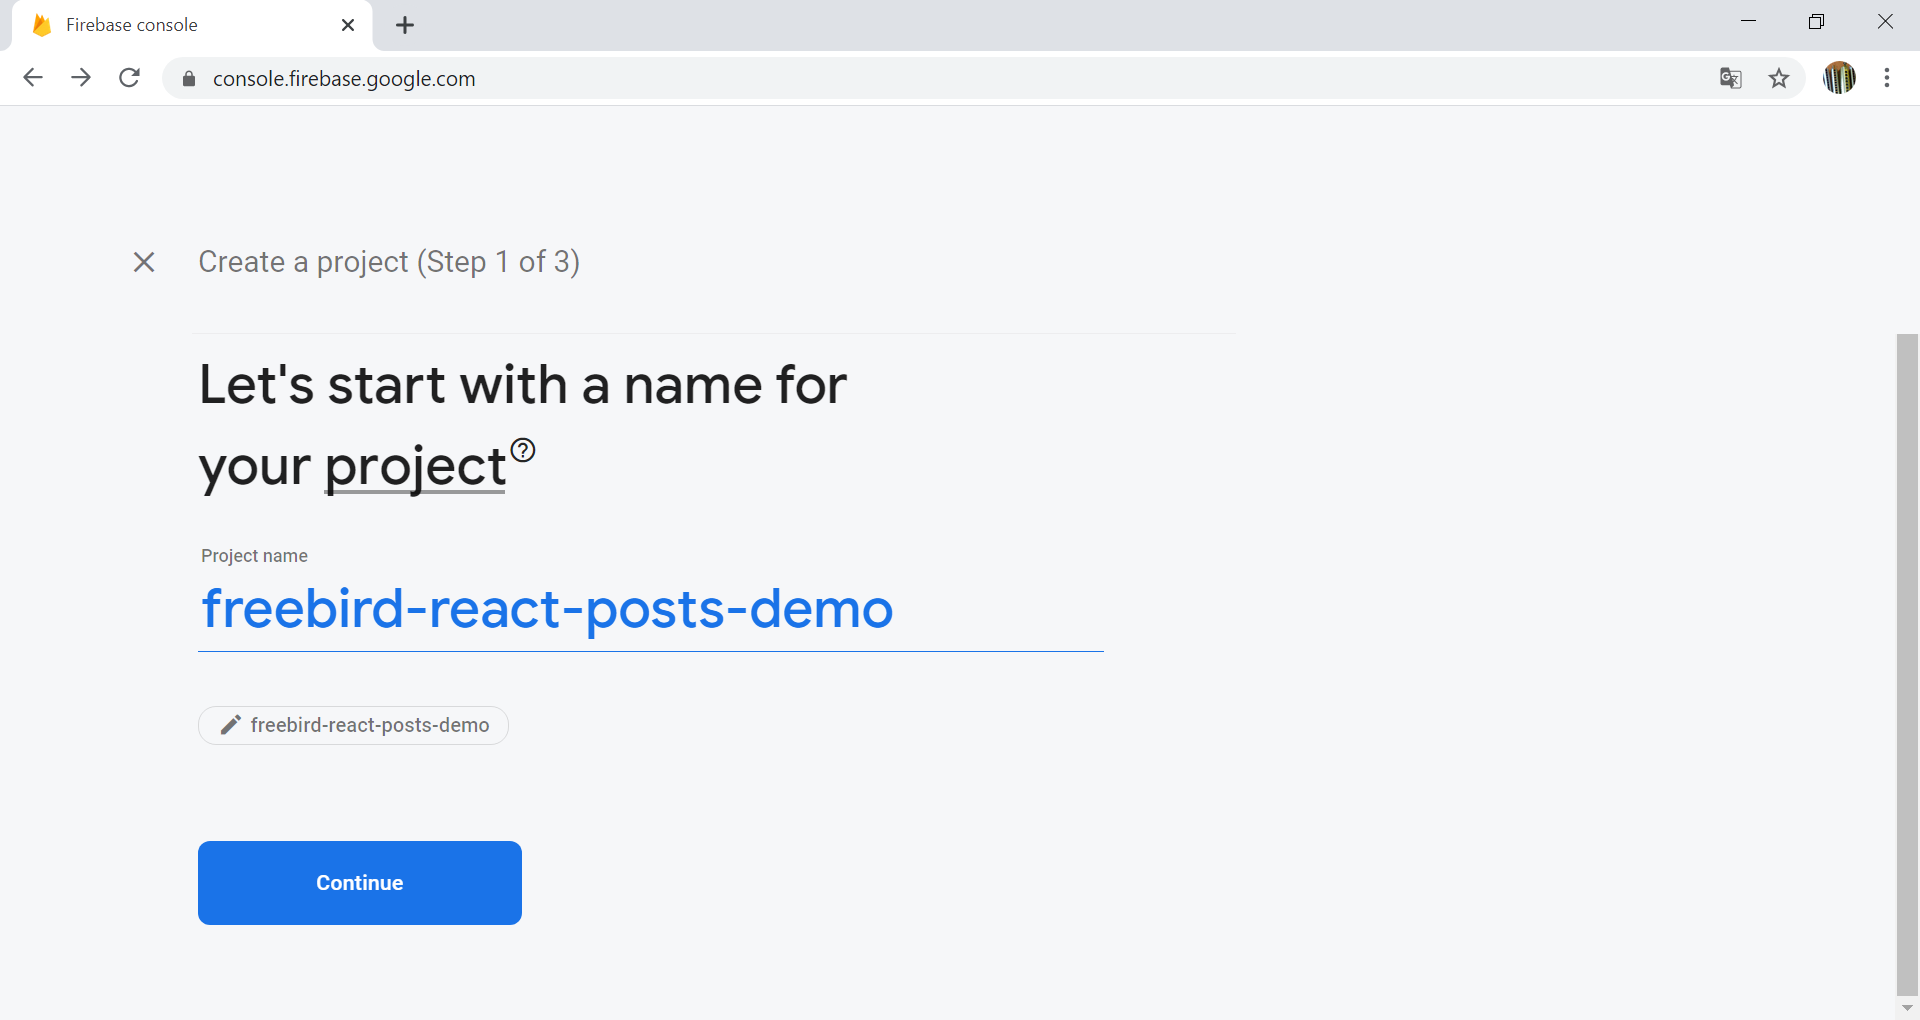 Firebase console
console.firebase.google.com
Create a project (Step 1 of 3)
Let's start with a name for
your project
Project name
freebird-react-posts-demo
freebird-react-posts-demo
Continue